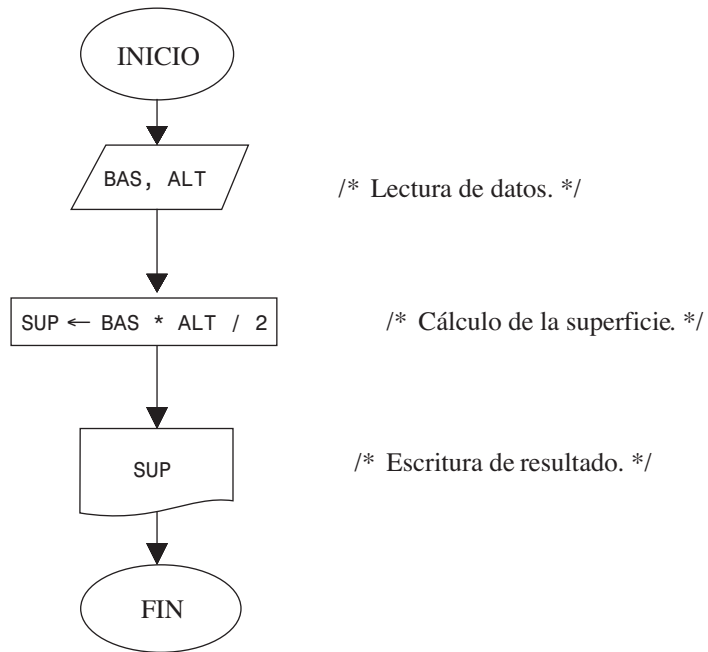 INICIO
BAS, ALT /* Lectura de datos. */
SUP ← BAS * ALT / 2 /* Cálculo de la superficie. */
SUP /* Escritura de resultado. */
FIN